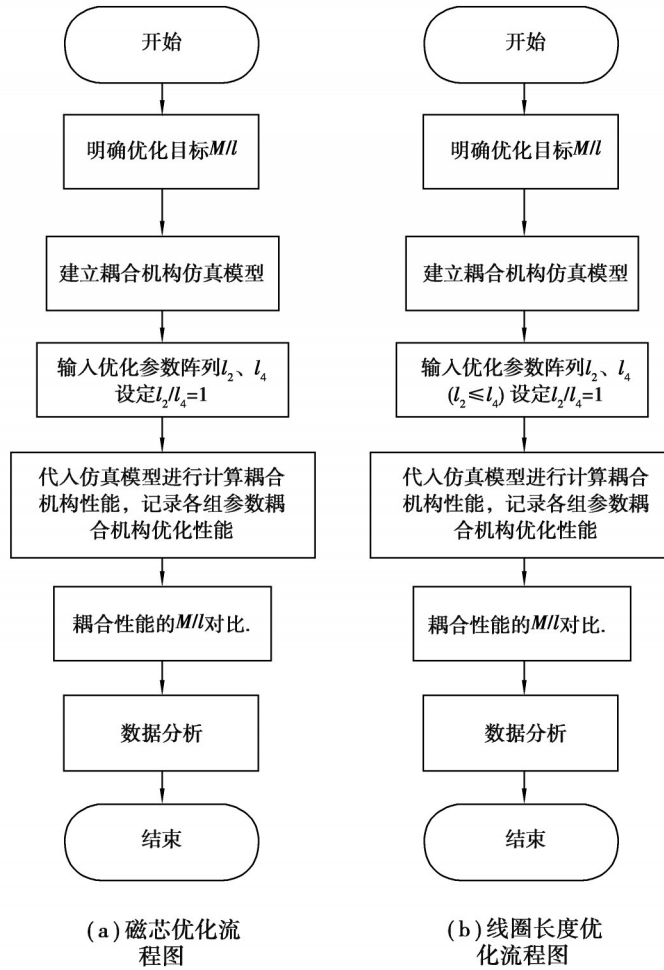 开始
明确优化目标M/l
建立耦合机构仿真模型
输入优化参数阵列l₂、l₄
设定l₂/l₄=1
代入仿真模型进行计算耦合
机构性能，记录各组参数耦
合机构优化性能
耦合性能的M/l对比.
数据分析
结束
(a)磁芯优化流
程图
开始
明确优化目标M/l
建立耦合机构仿真模型
输入优化参数阵列l₂、l₄
(l₂≤l₄) 设定l₂/l₄=1
代入仿真模型进行计算耦合
机构性能，记录各组参数耦
合机构优化性能
耦合性能的M/l对比.
数据分析
结束
(b)线圈长度优
化流程图